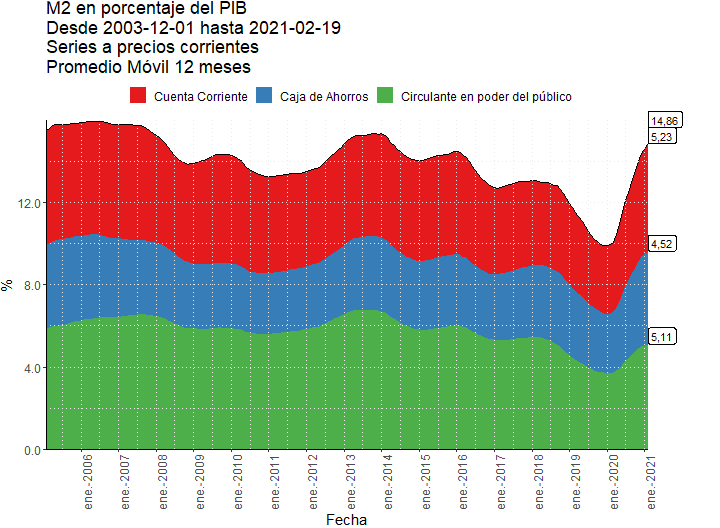 M2 en porcentaje del PIB
Desde 2003-12-01 hasta 2021-02-19
Series a precios corrientes
Promedio Móvil 12 meses
Cuenta Corriente Caja de Ahorros Circulante en poder del público
14,86
5,23
4,52
5,11
12.0
8.0
4.0
0.0
%
ene.-2006
ene.-2007
ene.-2008
ene.-2009
ene.-2010
ene.-2011
ene.-2012
ene.-2013
ene.-2014
ene.-2015
ene.-2016
ene.-2017
ene.-2018
ene.-2019
ene.-2020
ene.-2021
Fecha